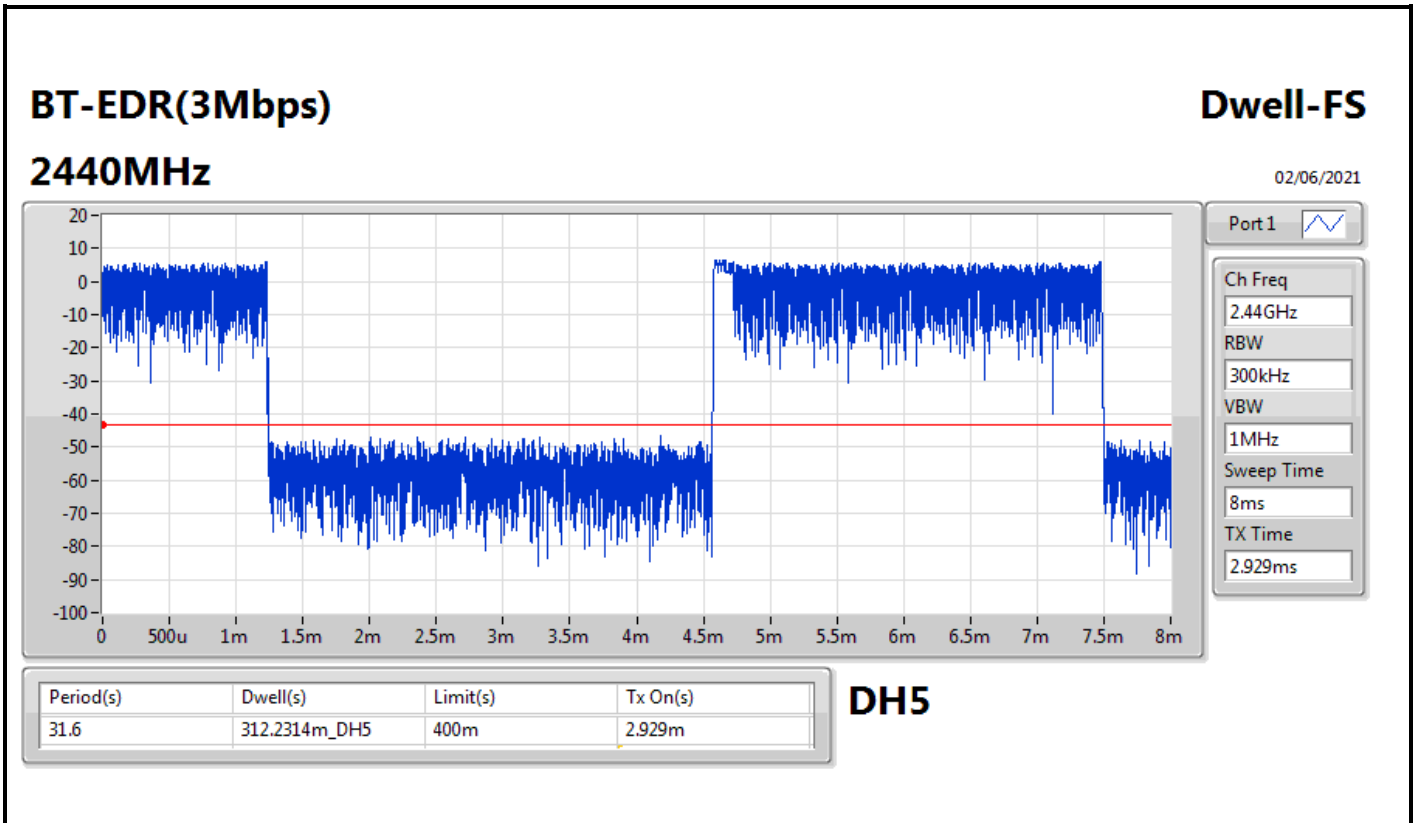 BT-EDR(3Mbps)
Dwell-FS
2440MHz
02/06/2021
20
10
0
-10
-20
-30
-40
-50
-60
-70
-80
-90
-100
0 500u 1m 1.5m 2m 2.5m 3m 3.5m 4m 4.5m 5m 5.5m 6m 6.5m 7m 7.5m 8m
Port 1
Ch Freq
2.44GHz
RBW
300kHz
VBW
1MHz
Sweep Time
8ms
TX Time
2.929ms
Period(s) Dwell(s) Limit(s) Tx On(s)
31.6 312.2314m_DH5 400m 2.929m
DH5